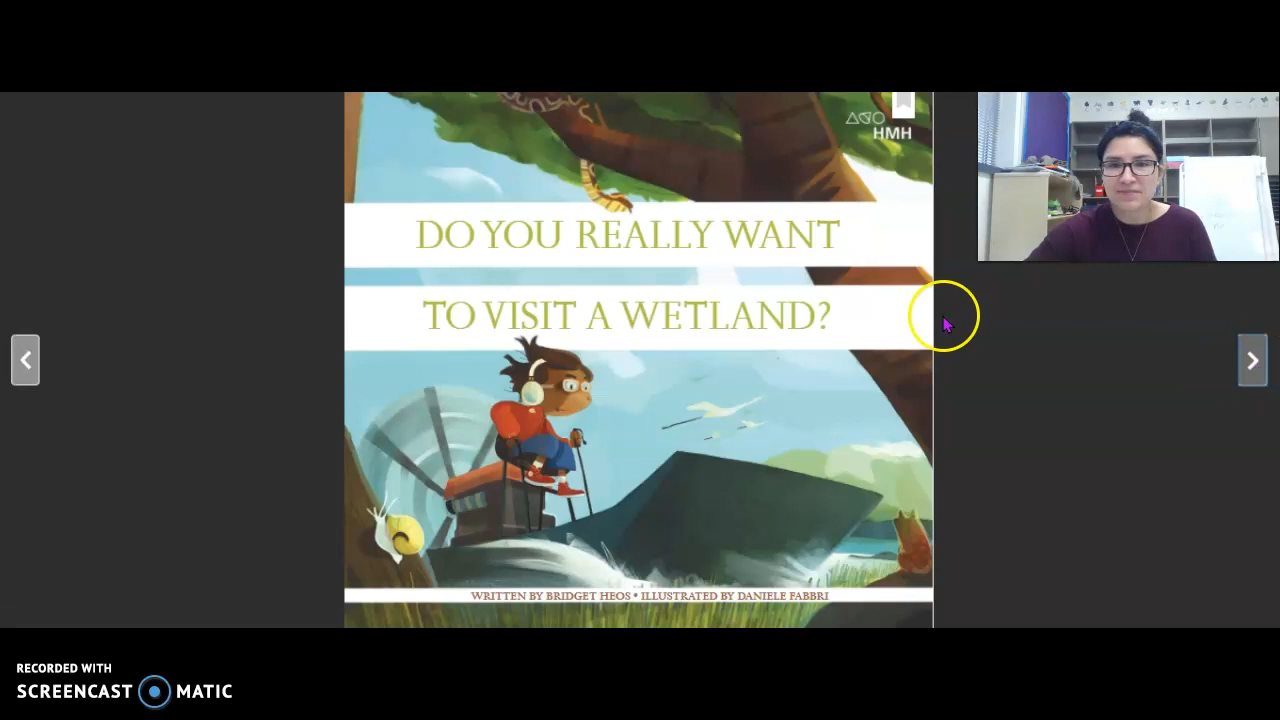 HMH
DO YOU REALLY WANT
TO VISIT A WETLAND?
WRITTEN BY BRIDGET HEOS • ILLUSTRATED BY DANIELE FABBRI
RECORDED WITH
SCREENCAST MATIC